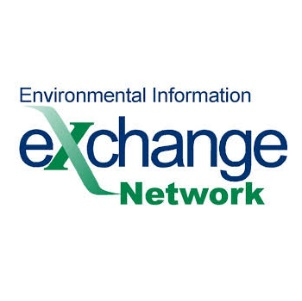 Environmental Information
eXchange
Network